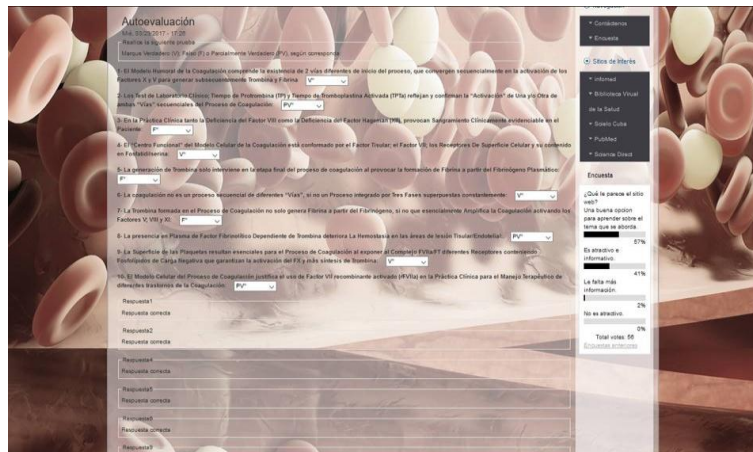 Navegación
Autoevaluación
Mié, 03/29/2017 - 17:28
Realice la siguiente prueba
Marque Verdadero (V), Falso (F) o Parcialmente Verdadero (PV), según corresponda
1- El Modelo Humoral de la Coagulación comprende la existencia de 2 vías diferentes de inicio del proceso, que convergen secuencialmente en la activación de los
Factores X y V para generar subsecuentemente Trombina y Fibrina V*
2- Los Test de Laboratorio Clínico; Tiempo de Protrombina (TP) y Tiempo de Tromboplastina Activada (TPTa) reflejan y confirman la "Activación" de Una y/o Otra de
ambas "Vías" secuenciales del Proceso de Coagulación: PV*
3- En la Práctica Clínica tanto la Deficiencia del Factor VIII como la Deficiencia del Factor Hageman (XII), provocan Sangramiento Clínicamente evidenciable en el
Paciente: F*
4- El "Centro Funcional" del Modelo Celular de la Coagulación está conformado por el Factor Tisular; el Factor VII; los Receptores De Superficie Celular y su contenido
en Fosfatidilserina: V*
5- La generación de Trombina solo interviene en la etapa final del proceso de coagulación al provocar la formación de Fibrina a partir del Fibrinógeno Plasmático:
F*
6- La coagulación no es un proceso secuencial de diferentes "Vías", si no un Proceso integrado por Tres Fases superpuestas constantemente: V*
7- La Trombina formada en el Proceso de Coagulación no solo genera Fibrina a partir del Fibrinógeno, si no que esencialmente Amplifica la Coagulación activando los
Factores V; VIII y XI: F*
8- La presencia en Plasma de Factor Fibrinolítico Dependiente de Trombina deteriora La Hemostasia en las áreas de lesión Tisular/Endotelial: PV*
9- La Superficie de las Plaquetas resultan esenciales para el Proceso de Coagulación al exponer al Complejo diferentes Receptores conteniendo
Fosfolípidos de Carga Negativa que garantizan la activación del FX y más síntesis de Trombina: V*
10- El Modelo Celular del Proceso de Coagulación justifica el uso de Factor VII recombinante activado (rFVIIa) en la Práctica Clínica para el Manejo Terapéutico de
diferentes trastornos de la Coagulación: PV*
Respuesta1
Respuesta correcta
Respuesta2
Respuesta correcta
Respuesta4
Respuesta correcta
Respuesta5
Respuesta correcta
Respuesta8
Respuesta correcta
Respuesta9
Contáctenos
Encuesta
Sitios de Interés
Infomed
Biblioteca Virual
de la Salud
Scielo Cuba
PubMed
Science Direct
Encuesta
¿Qué le parece el sitio
web?
Una buena opcion
para aprender sobre el
tema que se aborda.
57%
Es atractivo e
informativo.
41%
Le falta más
información.
2%
No es atractivo.
0%
Total votes: 56
Encuestas anteriores